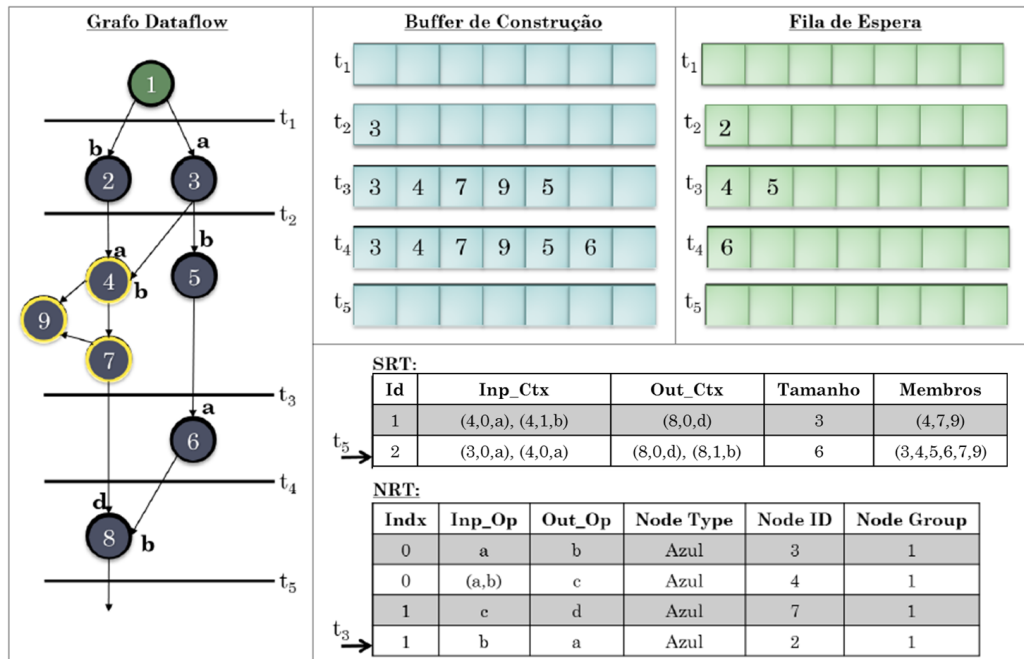 Grafo Dataflow
1
t1
b
a
2
3
t2
a
b
4
b
5
9
7
t3
a
6
t4
d
8
b
t5
Buffer de Construção
t1
t2 3
t3 3 4 7 9 5
t4 3 4 7 9 5 6
t5
Fila de Espera
t1
t2 2
t3 4 5
t4 6
t5
SRT:
Id Inp_Ctx Out_Ctx Tamanho Membros
1 (4,0,a), (4,1,b) (8,0,d) 3 (4,7,9)
t5 2 (3,0,a), (4,0,a) (8,0,d), (8,1,b) 6 (3,4,5,6,7,9)
NRT:
Indx Inp_Op Out_Op Node Type Node ID Node Group
0 a b Azul 3 1
0 (a,b) c Azul 4 1
1 c d Azul 7 1
t3 1 b a Azul 2 1